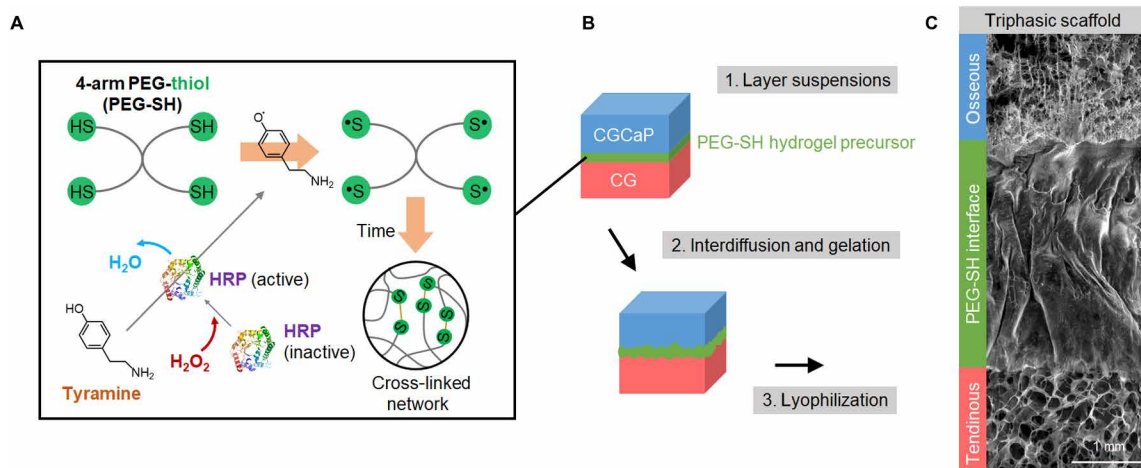 A
4-arm PEG-thiol
(PEG-SH)
HS
SH
HS
SH
O•
NH2
•S
S•
•S
S•
Time
H2O
HRP (active)
HO
NH2
Tyramine
H2O2
HRP
(inactive)
S
S
S
S
S
S
Cross-linked
network
B
1. Layer suspensions
CGCaP
PEG-SH hydrogel precursor
CG
2. Interdiffusion and gelation
3. Lyophilization
C
Triphasic scaffold
Osseous
PEG-SH interface
Tendinous
1 mm